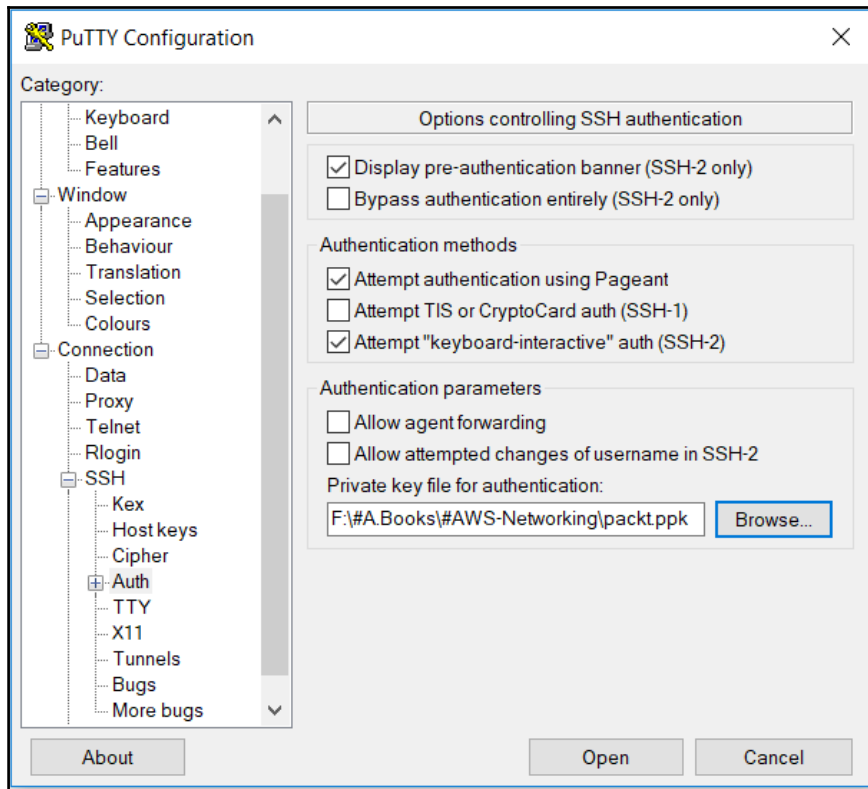 PuTTY Configuration
Category:
Keyboard
Bell
Features
Window
Appearance
Behaviour
Translation
Selection
Colours
Connection
Data
Proxy
Telnet
Rlogin
SSH
Kex
Host keys
Cipher
Auth
TTY
X11
Tunnels
Bugs
More bugs
Options controlling SSH authentication
Display pre-authentication banner (SSH-2 only)
Bypass authentication entirely (SSH-2 only)
Authentication methods
Attempt authentication using Pageant
Attempt TIS or CryptoCard auth (SSH-1)
Attempt "keyboard-interactive" auth (SSH-2)
Authentication parameters
Allow agent forwarding
Allow attempted changes of username in SSH-2
Private key file for authentication:
F:\#A.Books\#AWS-Networking\packt.ppk
Browse...
About
Open
Cancel